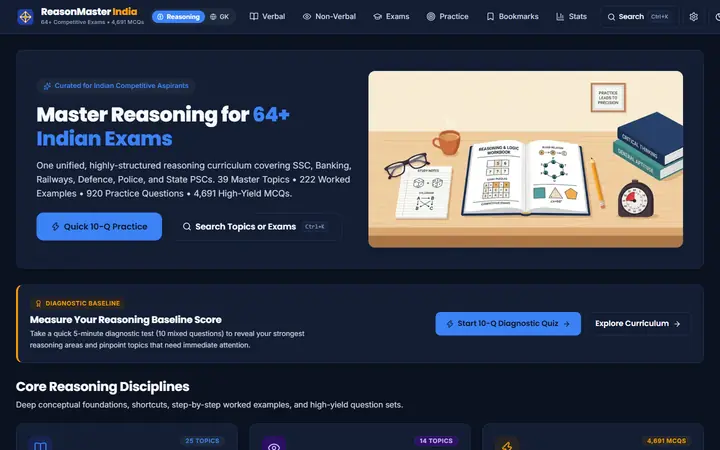 ReasonMaster India
64+ Competitive Exams • 4,691 MCQs
Reasoning
GK
Verbal
Non-Verbal
Exams
Practice
Bookmarks
Stats
Search Ctrl+K
Curated for Indian Competitive Aspirants
Master Reasoning for 64+
Indian Exams
One unified, highly-structured reasoning curriculum covering SSC, Banking,
Railways, Defence, Police, and State PSCs. 39 Master Topics • 222 Worked
Examples • 920 Practice Questions • 4,691 High-Yield MCQs.
Quick 10-Q Practice
Search Topics or Exams Ctrl+K
PRACTICE
LEADS TO
PRECISION
CRITICAL THINKING
GENERAL APTITUDE
STUDY NOTES
REASONING & LOGIC
WORKBOOK
DIAGNOSTIC BASELINE
Measure Your Reasoning Baseline Score
Take a quick 5-minute diagnostic test (10 mixed questions) to reveal your strongest
reasoning areas and pinpoint topics that need immediate attention.
Start 10-Q Diagnostic Quiz →
Explore Curriculum →
Core Reasoning Disciplines
Deep conceptual foundations, shortcuts, step-by-step worked examples, and high-yield question sets.
25 TOPICS
14 TOPICS
4,691 MCQS